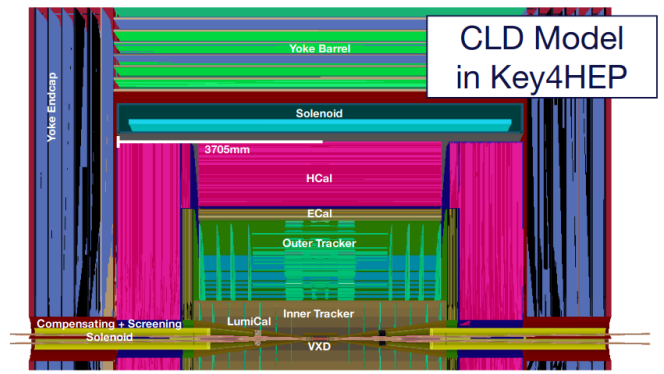 CLD Model
in Key4HEP
Yoke Barrel
Yoke Endcap
Solenoid
3705mm
HCal
ECal
Outer Tracker
Inner Tracker
LumiCal
Compensating + Screening
Solenoid
VXD